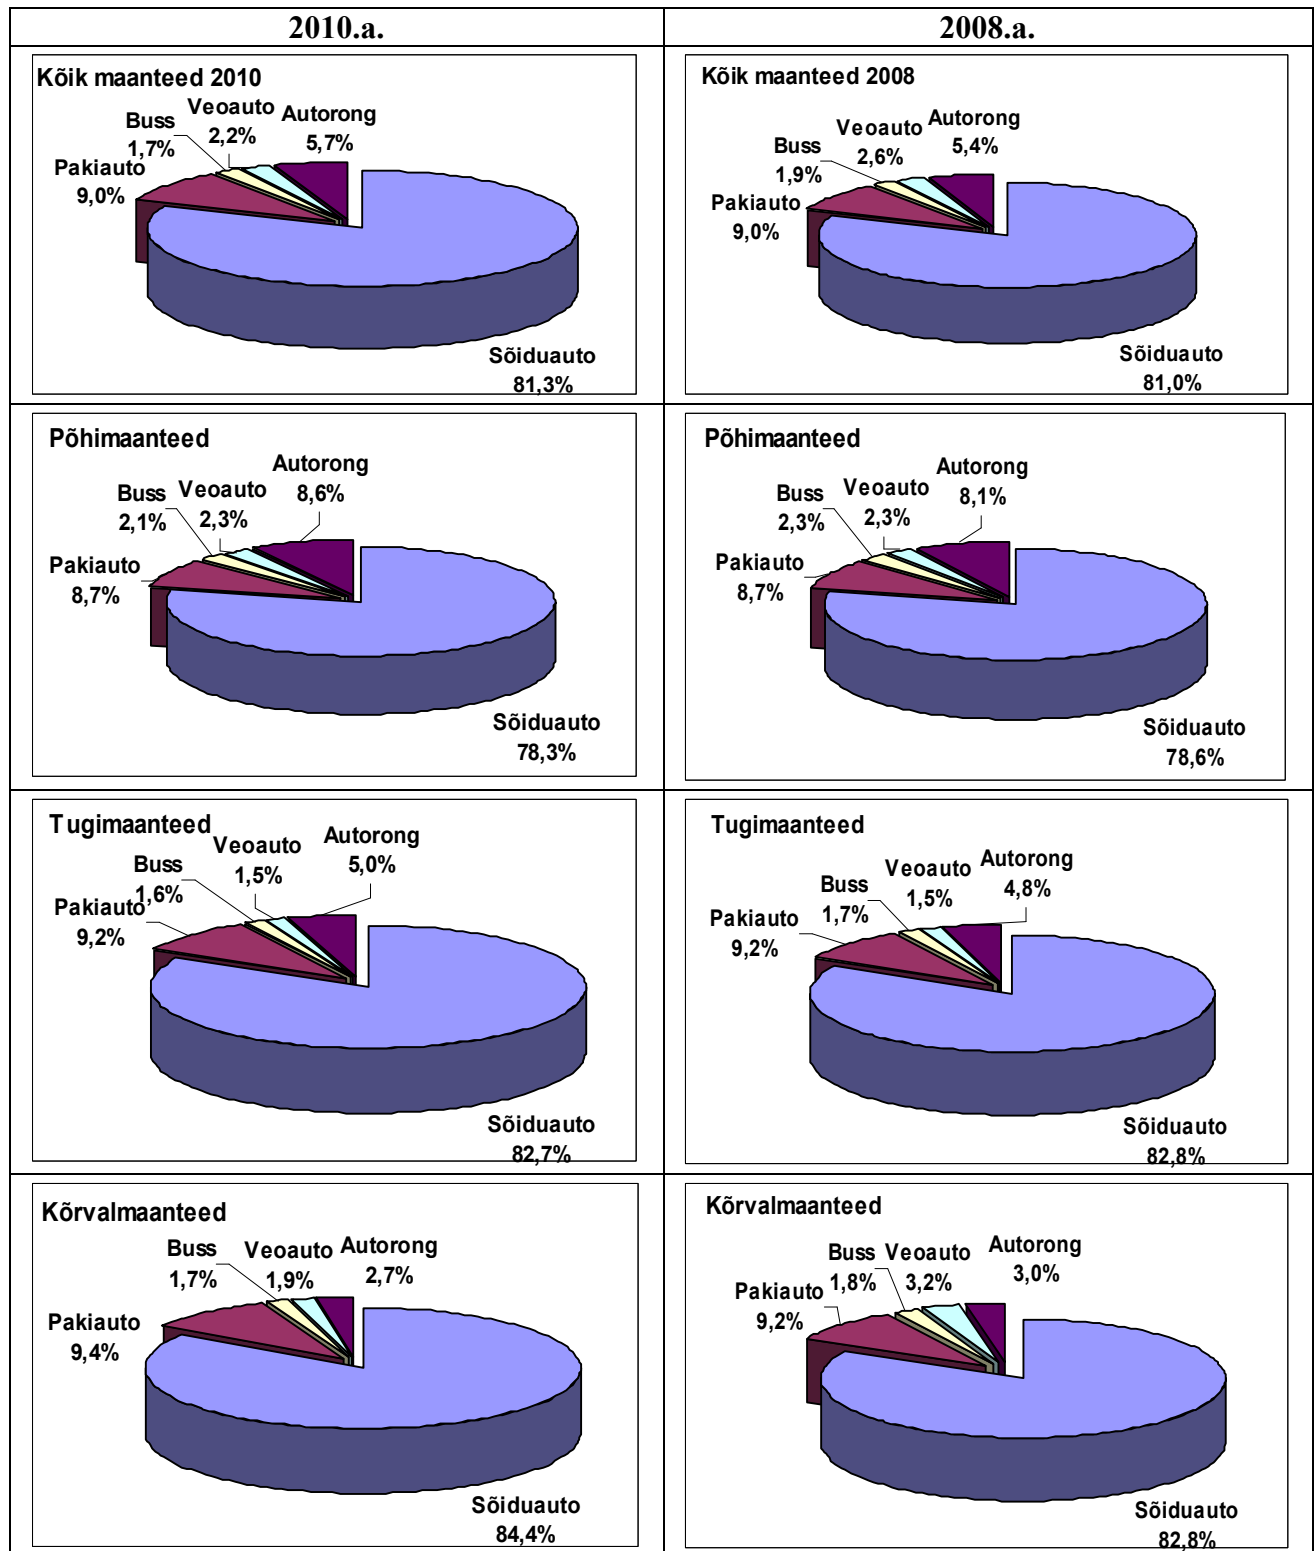 2010.a.
2008.a.
Kõik maanteed 2010
Veoauto
2,2%
Autorong
5,7%
Buss
1,7%
Pakiauto
9,0%
Sõiduauto
81,3%
Kõik maanteed 2008
Autorong
5,4%
Veoauto
2,6%
Buss
1,9%
Pakiauto
9,0%
Sõiduauto
81,0%
Põhimaanteed
Autorong
8,6%
Buss
2,1%
Veoauto
2,3%
Pakiauto
8,7%
Sõiduauto
78,3%
Põhimaanteed
Autorong
8,1%
Veoauto
2,3%
Buss
2,3%
Pakiauto
8,7%
Sõiduauto
78,6%
Tugimaanteed
Autorong
5,0%
Veoauto
1,5%
Buss
1,6%
Pakiauto
9,2%
Sõiduauto
82,7%
Tugimaanteed
Autorong
4,8%
Veoauto
1,5%
Buss
1,7%
Pakiauto
9,2%
Sõiduauto
82,8%
Kõrvalmaanteed
Buss
1,7%
Veoauto
1,9%
Autorong
2,7%
Pakiauto
9,4%
Sõiduauto
84,4%
Kõrvalmaanteed
Autorong
3,0%
Buss
1,8%
Veoauto
3,2%
Pakiauto
9,2%
Sõiduauto
82,8%